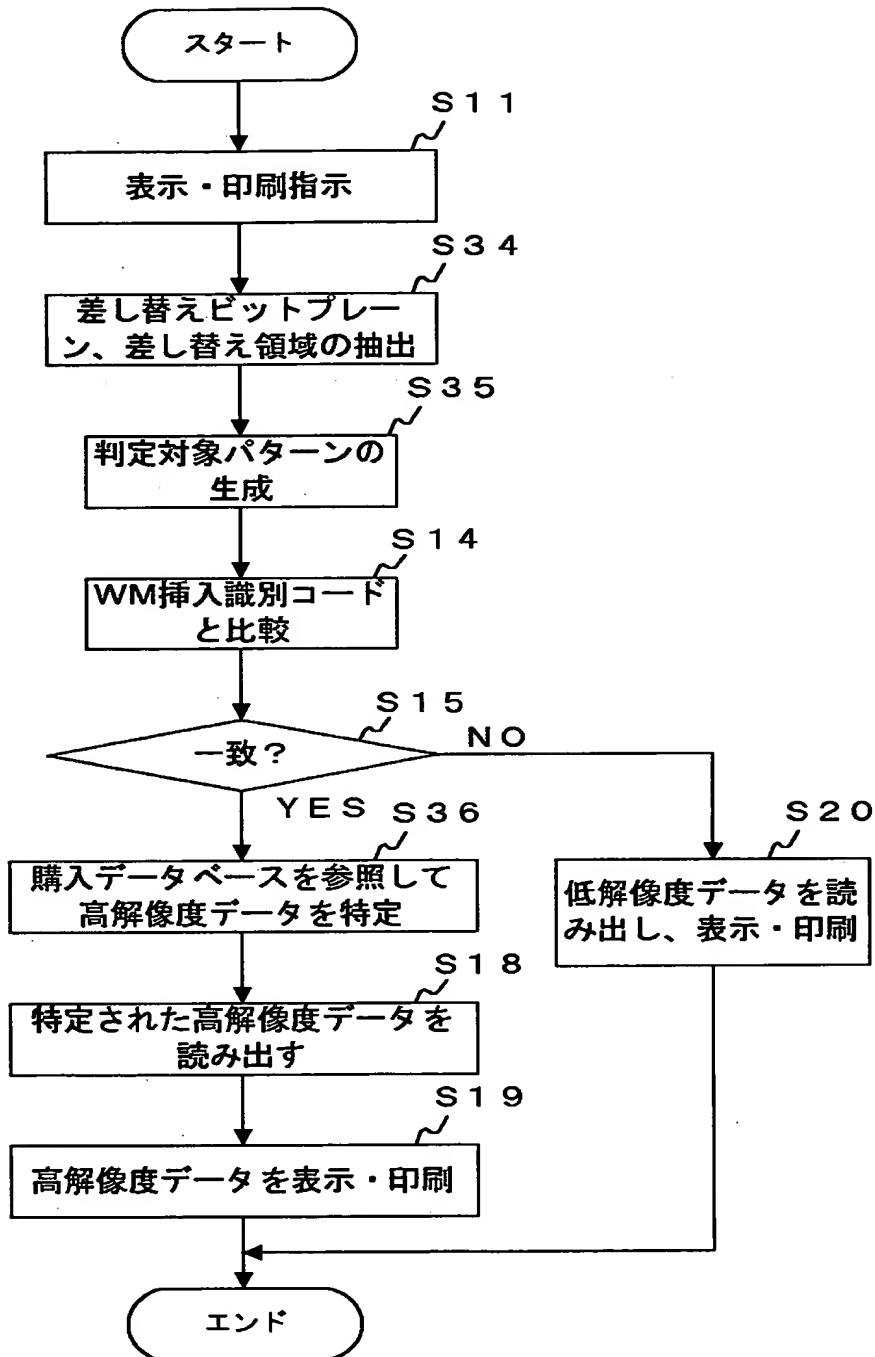 スタート
S11
表示・印刷指示
S34
差し替えビットプレー
ン、差し替え領域の抽出
S35
判定対象パターンの
生成
S14
WM挿入識別コード
と比較
S15
一致?
NO
YES
S36
購入データベースを参照して
高解像度データを特定
S20
低解像度データを読
み出し、表示・印刷
S18
特定された高解像度データを
読み出す
S19
高解像度データを表示・印刷
エンド